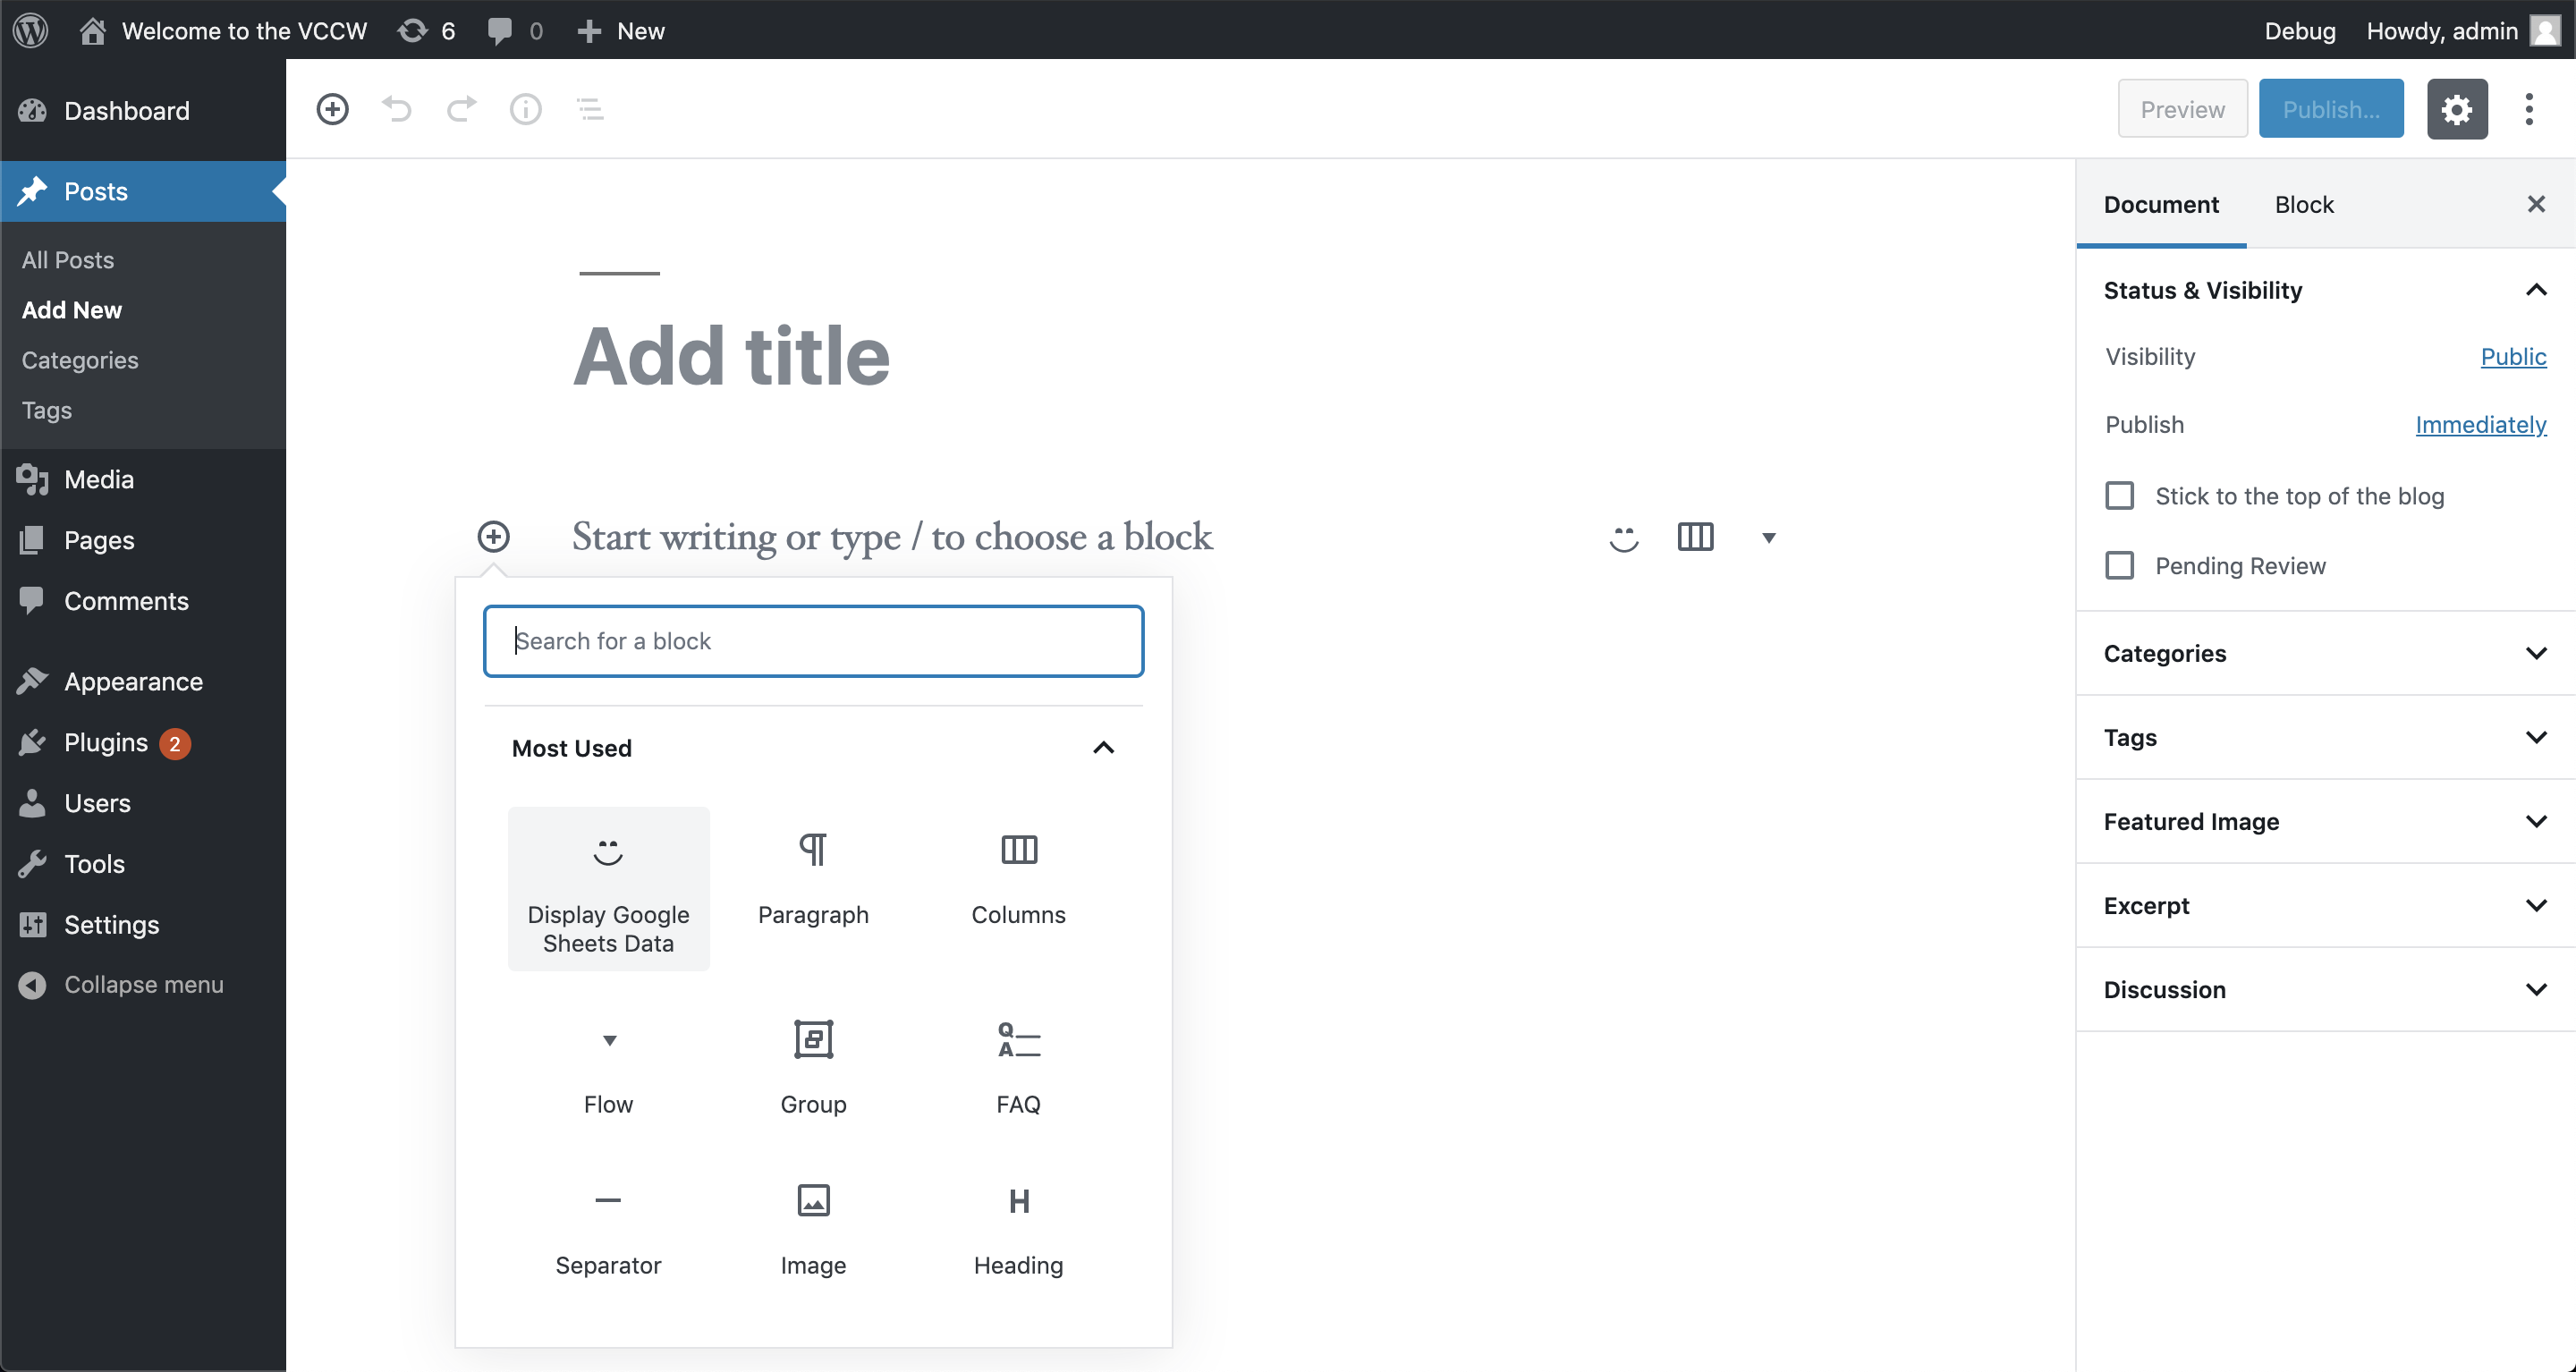 Welcome to the VCCW 6 0 New Debug Howdy, admin
Dashboard
Posts
All Posts
Add New
Categories
Tags
Media
Pages
Comments
Appearance
Plugins 2
Users
Tools
Settings
Collapse menu
Preview Publish...
Add title
Start writing or type / to choose a block
Search for a block
Most Used
Display Google
Sheets Data
Paragraph
Columns
Flow
Group
Q
A
FAQ
Separator
Image
H
Heading
Document Block
Status & Visibility
Visibility Public
Publish Immediately
Stick to the top of the blog
Pending Review
Categories
Tags
Featured Image
Excerpt
Discussion